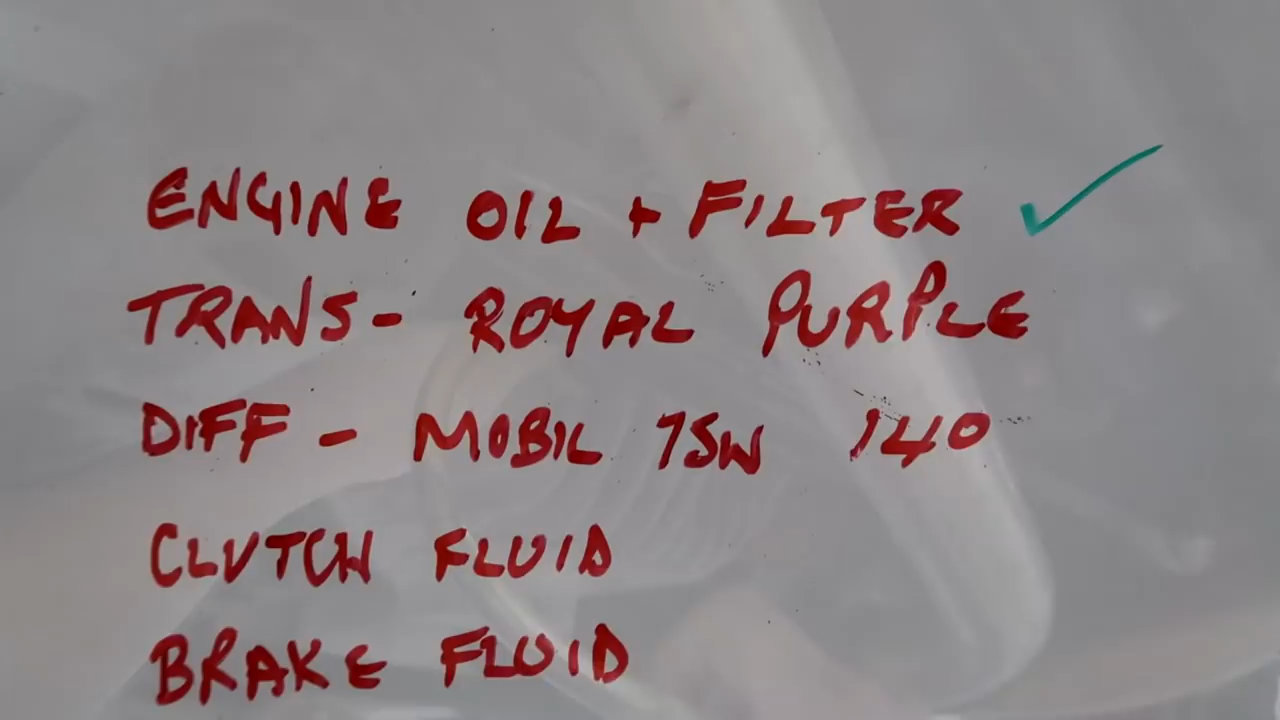 ENGINE OIL + FILTER ✓
TRANS- ROYAL PURPLE
DIFF - MOBIL 75W 140
CLUTCH FLUID
BRAKE FLUID